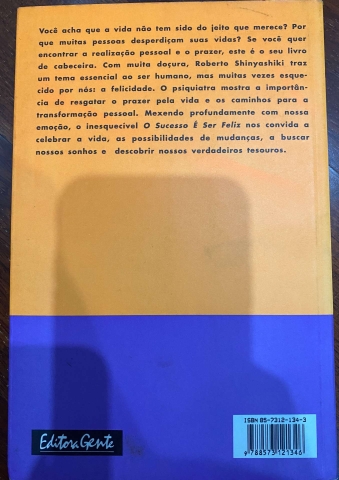 Você acha que a vida não tem sido do jeito que merece? Por
que muitas pessoas desperdiçam suas vidas? Se você quer
encontrar a realização pessoal e o prazer, este é o seu livro
de cabeceira. Com muita doçura, Roberto Shinyashiki traz
um tema essencial ao ser humano, mas muitas vezes esque-
cido por nós: a felicidade. O psiquiatra mostra a importân-
cia de resgatar o prazer pela vida e os caminhos para a
transformação pessoal. Mexendo profundamente com nossa
emoção, o inesquecível O Sucesso É Ser Feliz nos convida a
celebrar a vida, as possibilidades de mudanças, a buscar
nossos sonhos e descobrir nossos verdadeiros tesouros.
ISBN 85-7312-134-3
9 788573 121346
Editora Gente